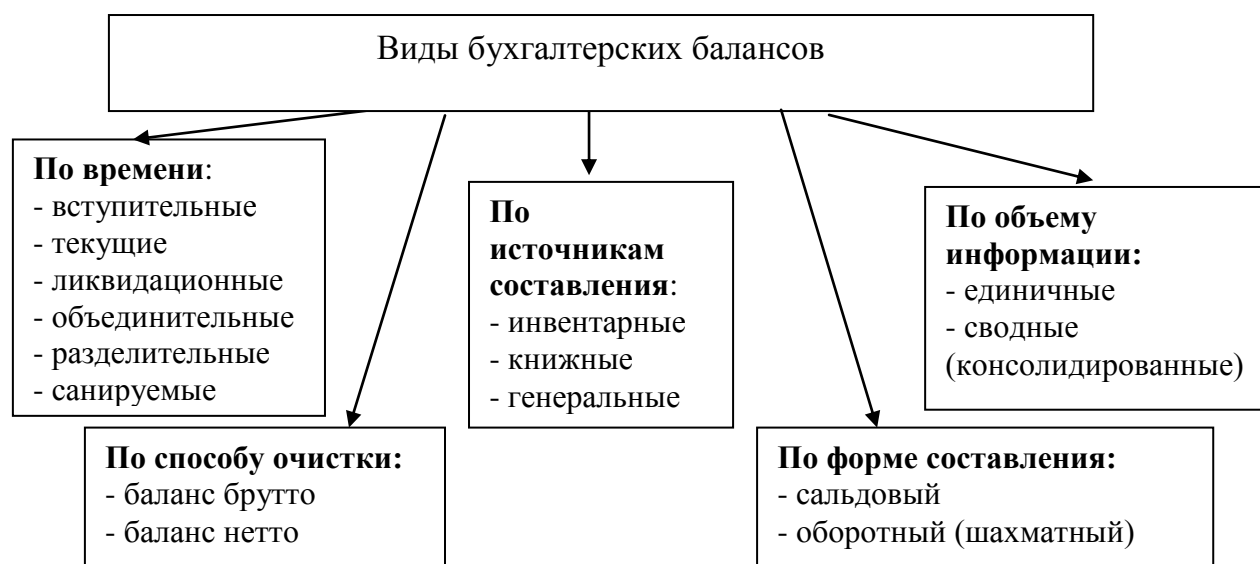 Виды бухгалтерских балансов
По времени:
- вступительные
- текущие
- ликвидационные
- объединительные
- разделительные
- санируемые
По
источникам
составления:
- инвентарные
- книжные
- генеральные
По объему
информации:
- единичные
- сводные
(консолидированные)
По способу очистки:
- баланс брутто
- баланс нетто
По форме составления:
- сальдовый
- оборотный (шахматный)